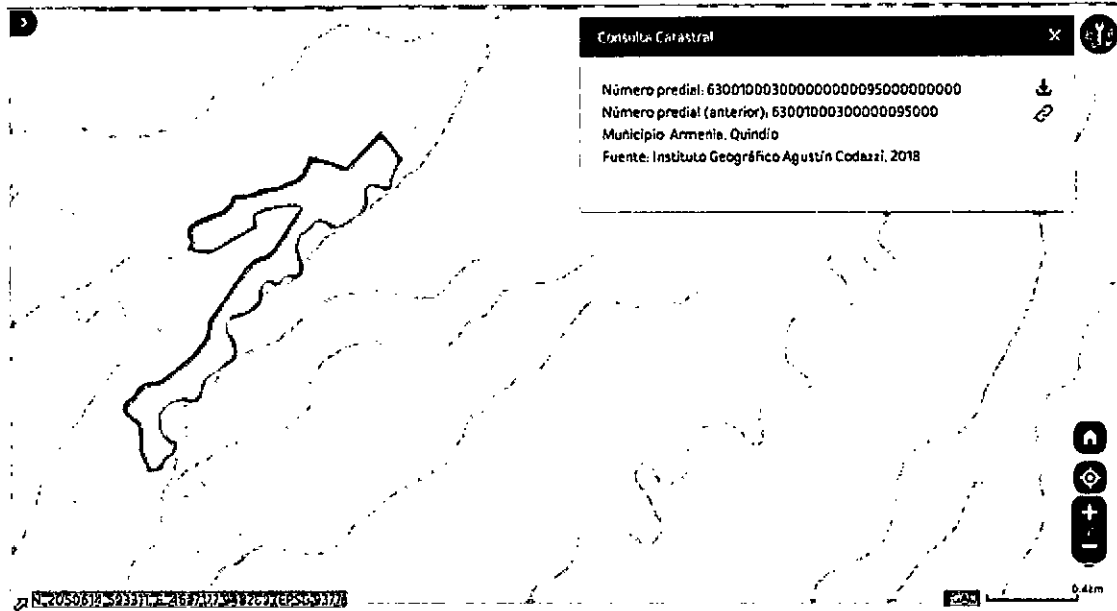 Consulta Catastral
Número predial: 630010003000000000095000000000
Número predial (anterior): 63001000300000095000
Municipio: Armenia, Quindío
Fuente: Instituto Geográfico Agustín Codazzi, 2018
0.4km
IGAC